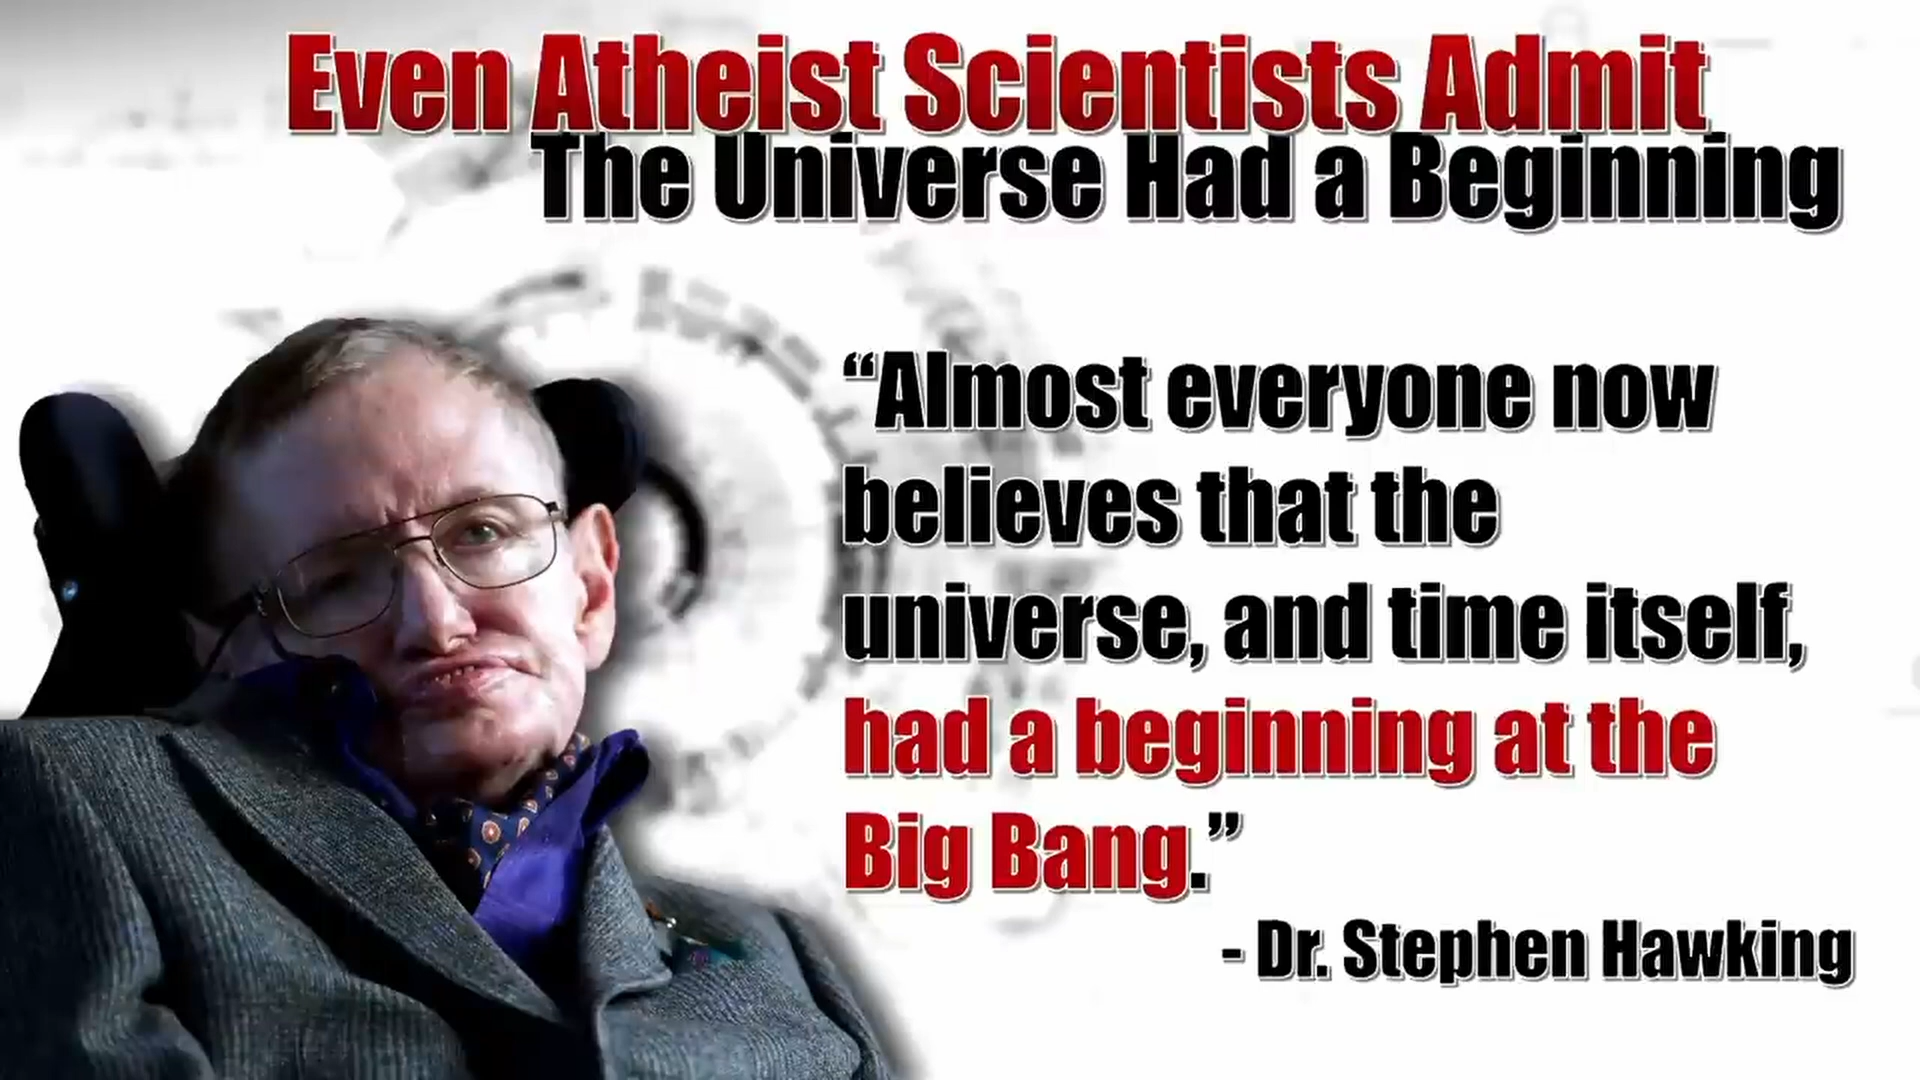 Even Atheist Scientists Admit
The Universe Had a Beginning
“Almost everyone now
believes that the
universe, and time itself,
had a beginning at the
Big Bang.”
- Dr. Stephen Hawking